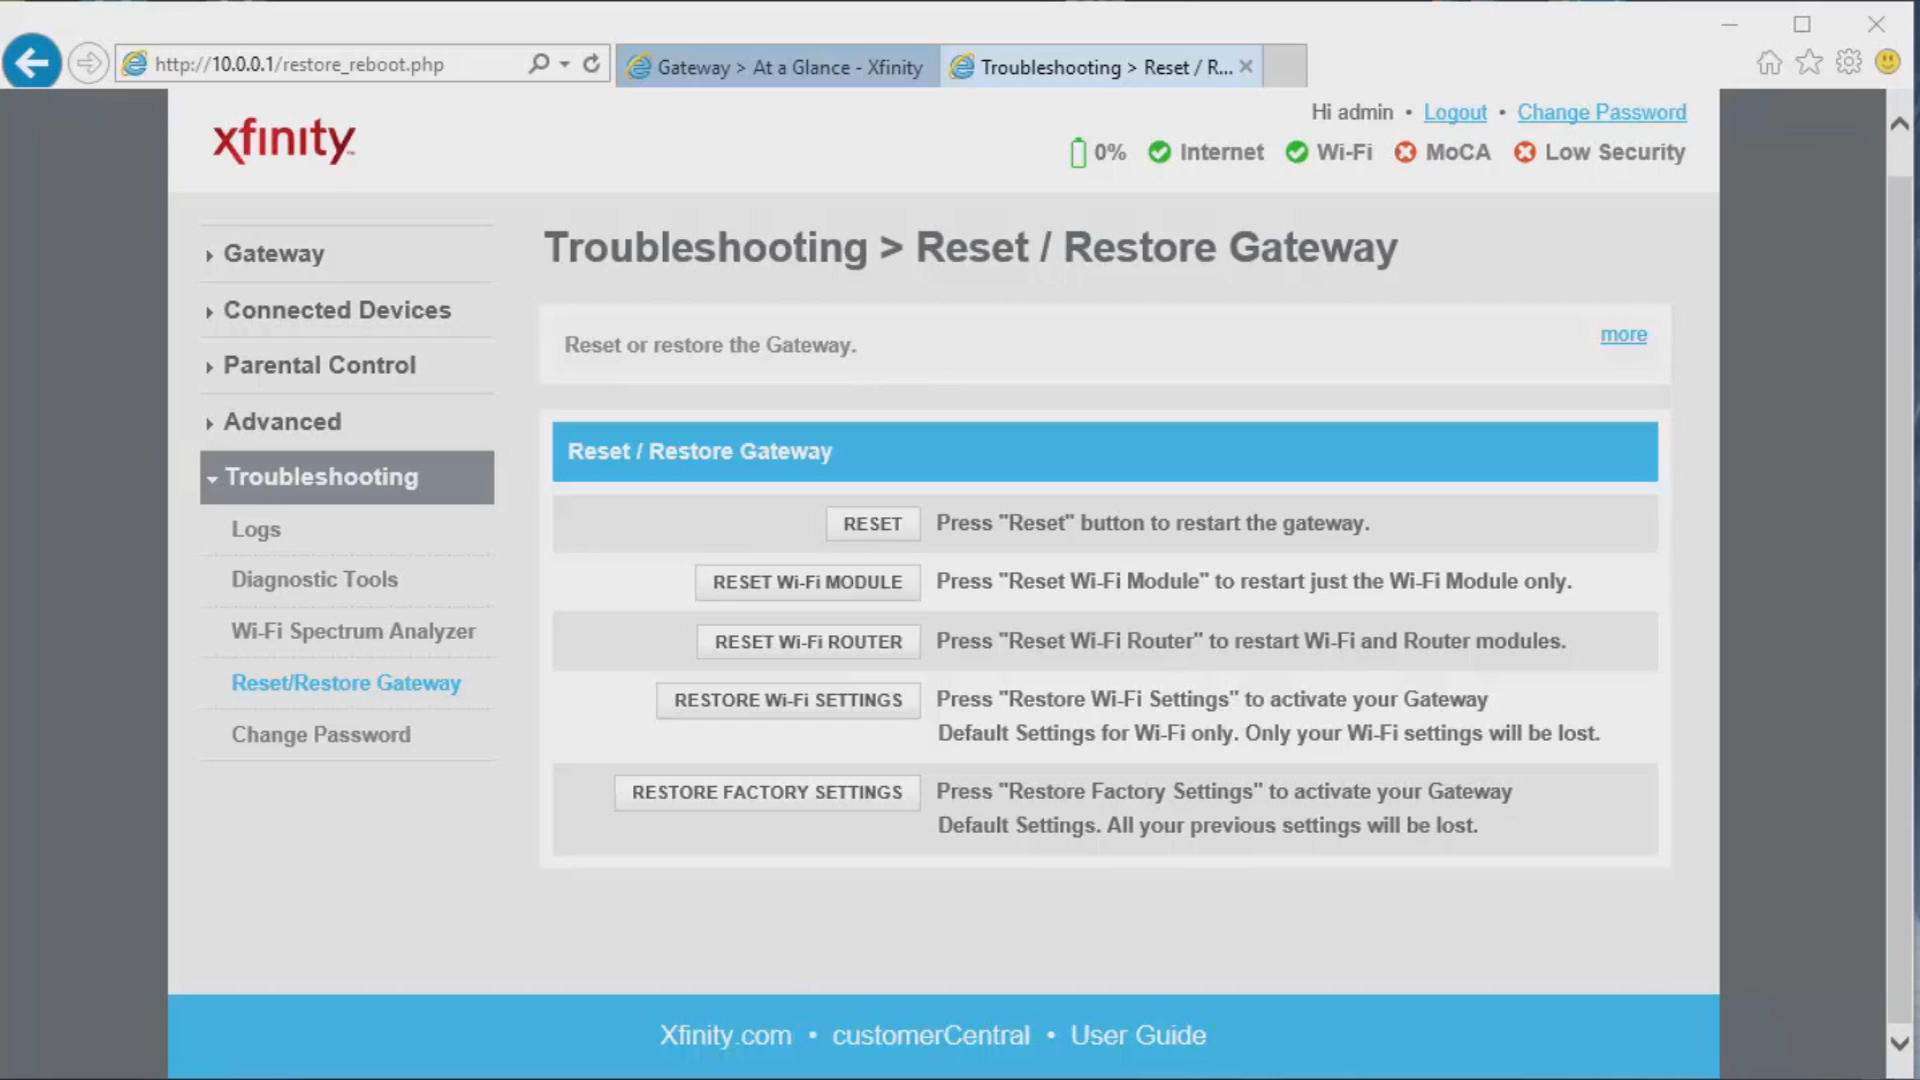 http://10.0.0.1/restore_reboot.php
Gateway > At a Glance - Xfinity
Troubleshooting > Reset / R...
Hi admin • Logout • Change Password
xfinity
0% Internet Wi-Fi MoCA Low Security
Gateway
Connected Devices
Parental Control
Advanced
Troubleshooting
Logs
Diagnostic Tools
Wi-Fi Spectrum Analyzer
Reset/Restore Gateway
Change Password
Troubleshooting > Reset / Restore Gateway
Reset or restore the Gateway.
more
Reset / Restore Gateway
RESET Press "Reset" button to restart the gateway.
RESET Wi-Fi MODULE Press "Reset Wi-Fi Module" to restart just the Wi-Fi Module only.
RESET Wi-Fi ROUTER Press "Reset Wi-Fi Router" to restart Wi-Fi and Router modules.
RESTORE Wi-Fi SETTINGS Press "Restore Wi-Fi Settings" to activate your Gateway
Default Settings for Wi-Fi only. Only your Wi-Fi settings will be lost.
RESTORE FACTORY SETTINGS Press "Restore Factory Settings" to activate your Gateway
Default Settings. All your previous settings will be lost.
Xfinity.com • customerCentral • User Guide